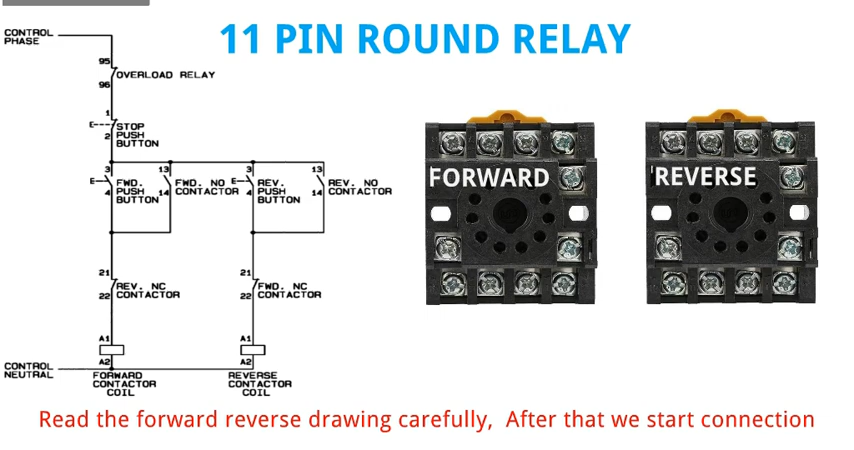 11 PIN ROUND RELAY
CONTROL
PHASE
95
OVERLOAD RELAY
96
1
E
STOP
2 PUSH
BUTTON
3
E
FWD.
4 PUSH
BUTTON
13
FWD. NO
14 CONTACTOR
3
E
REV.
4 PUSH
BUTTON
13
REV. NO
14 CONTACTOR
21
REV. NC
22 CONTACTOR
21
FWD. NC
22 CONTACTOR
A1
A2
A1
A2
CONTROL
NEUTRAL
FORWARD
CONTACTOR
COIL
REVERSE
CONTACTOR
COIL
FORWARD
'REVERSE
Read the forward reverse drawing carefully, After that we start connection